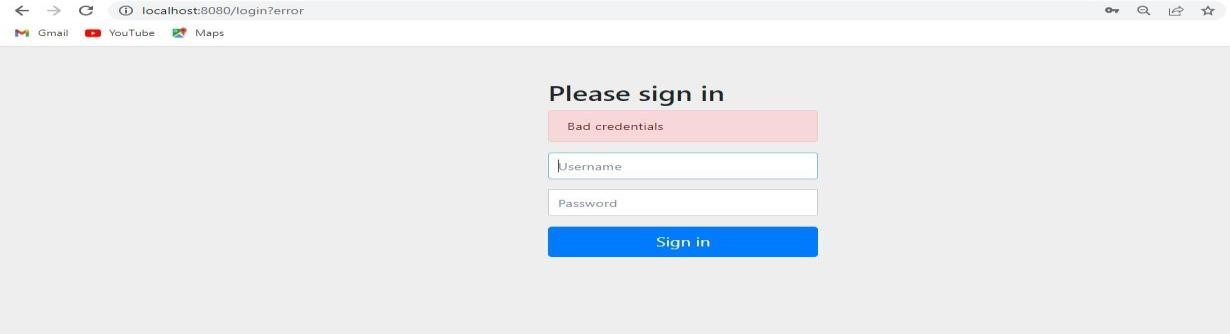 localhost:8080/login?error
Gmail YouTube Maps
Please sign in
Bad credentials
Username
Password
Sign in